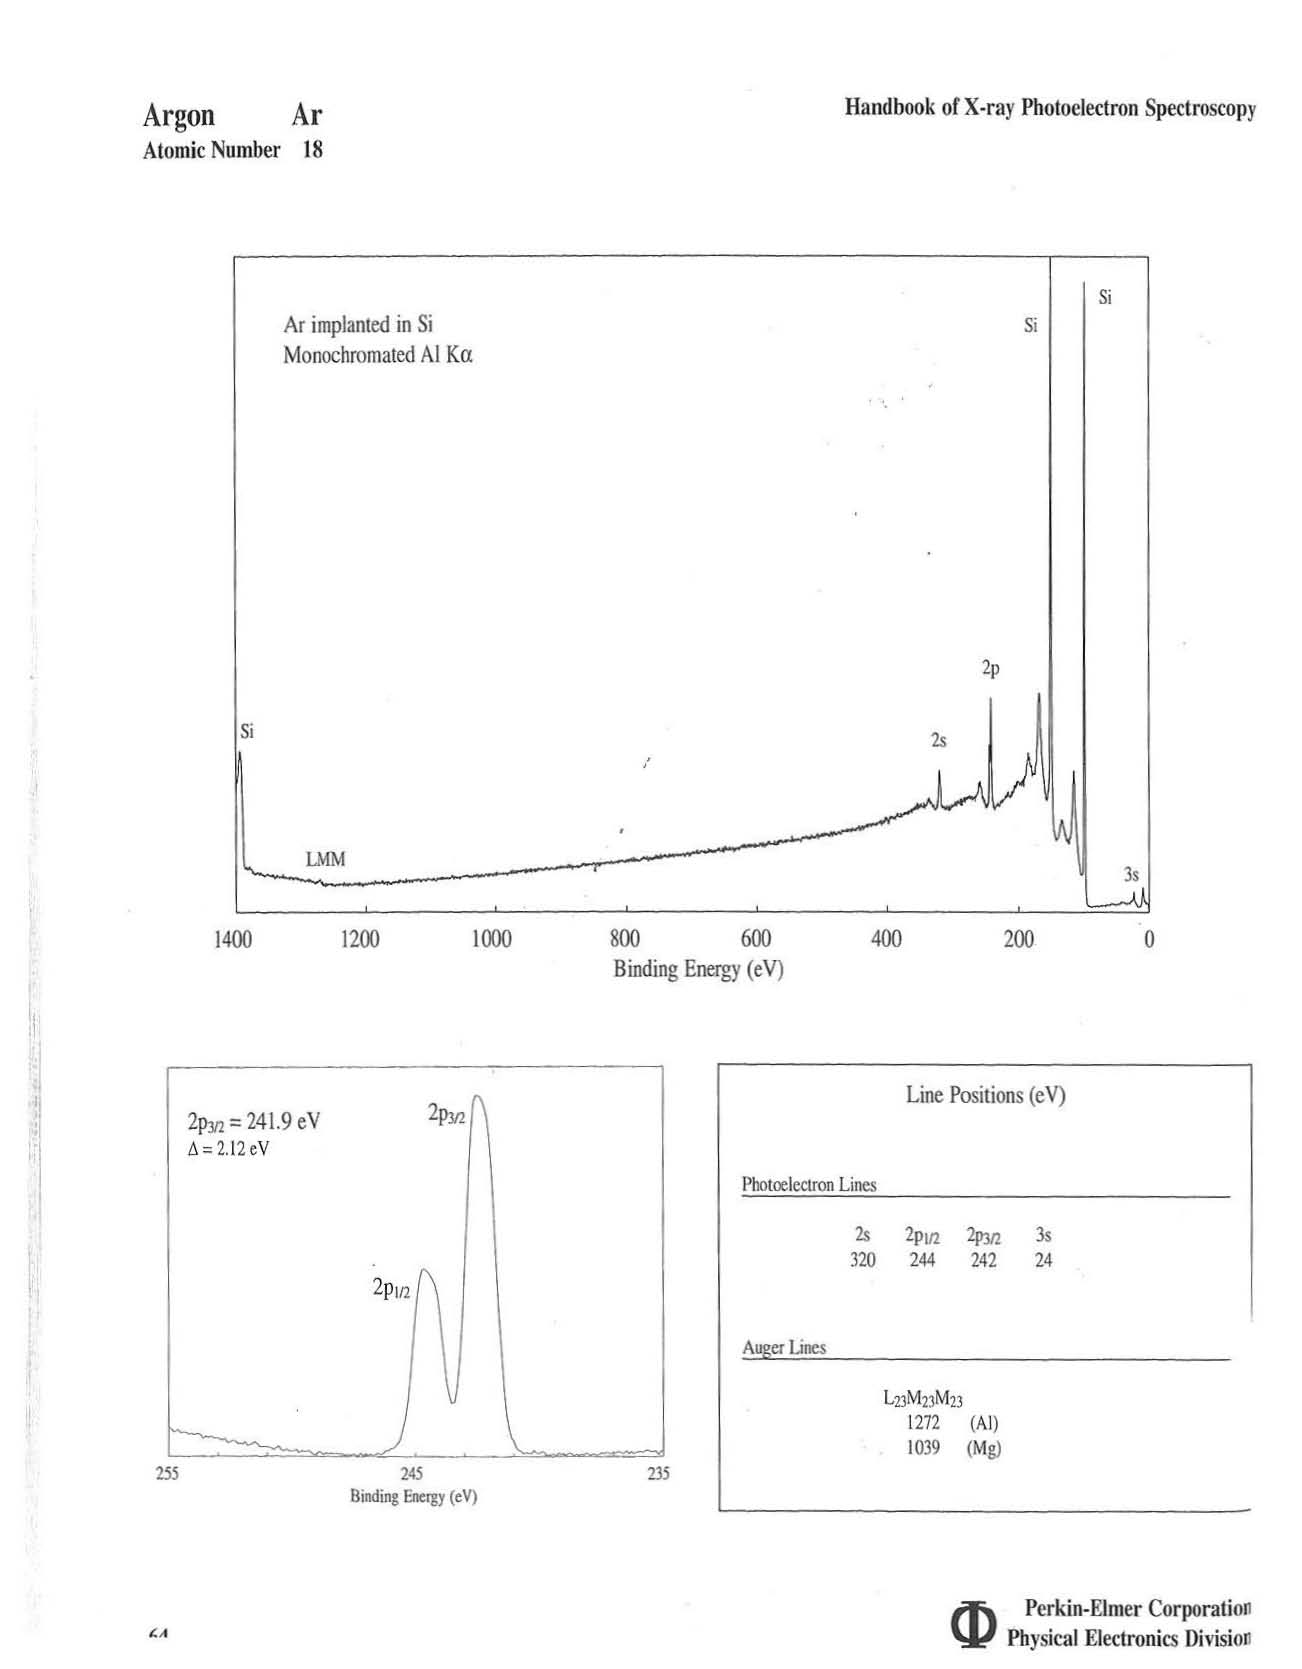 Argon Ar
Handbook of X-ray Photoelectron Spectroscopy
Atomic Number 18
Ar implanted in Si
Monochromated Al Kα
Si
Si
2p
2s
Si
LMM
3s
1400 1200 1000 800 600 400 200 0
Binding Energy (eV)
2p3/2 = 241.9 eV
Δ = 2.12 eV
2p3/2
2p1/2
255 245 235
Binding Energy (eV)
Line Positions (eV)
Photoelectron Lines
2s 2p1/2 2p3/2 3s
320 244 242 24
Auger Lines
L23M23M23
1272 (Al)
1039 (Mg)
Perkin-Elmer Corporation
Physical Electronics Division